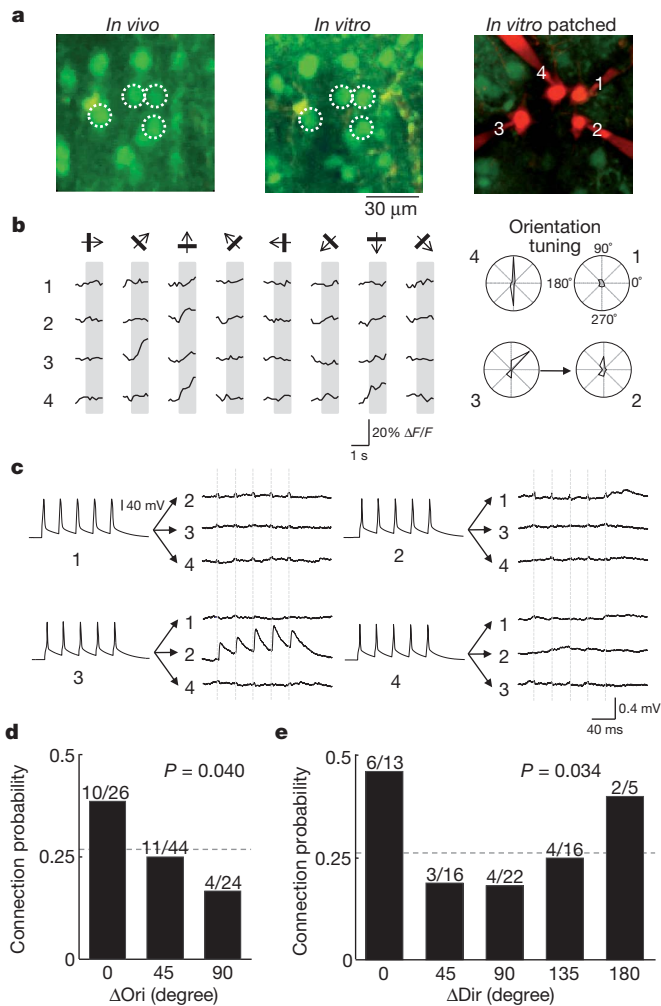 a
In vivo
In vitro
In vitro patched
4
1
3
2
30 μm
b
1
2
3
4
20% ΔF/F
1 s
Orientation
tuning
4
90°
1
180°
0°
270°
3
2
c
40 mV
1
2
3
4
2
1
3
4
3
1
2
4
4
1
2
3
0.4 mV
40 ms
d
Connection probability
0.5
0.25
0
P = 0.040
10/26
11/44
4/24
0
45
90
ΔOri (degree)
e
Connection probability
0.5
0.25
0
P = 0.034
6/13
3/16
4/22
4/16
2/5
0
45
90
135
180
ΔDir (degree)